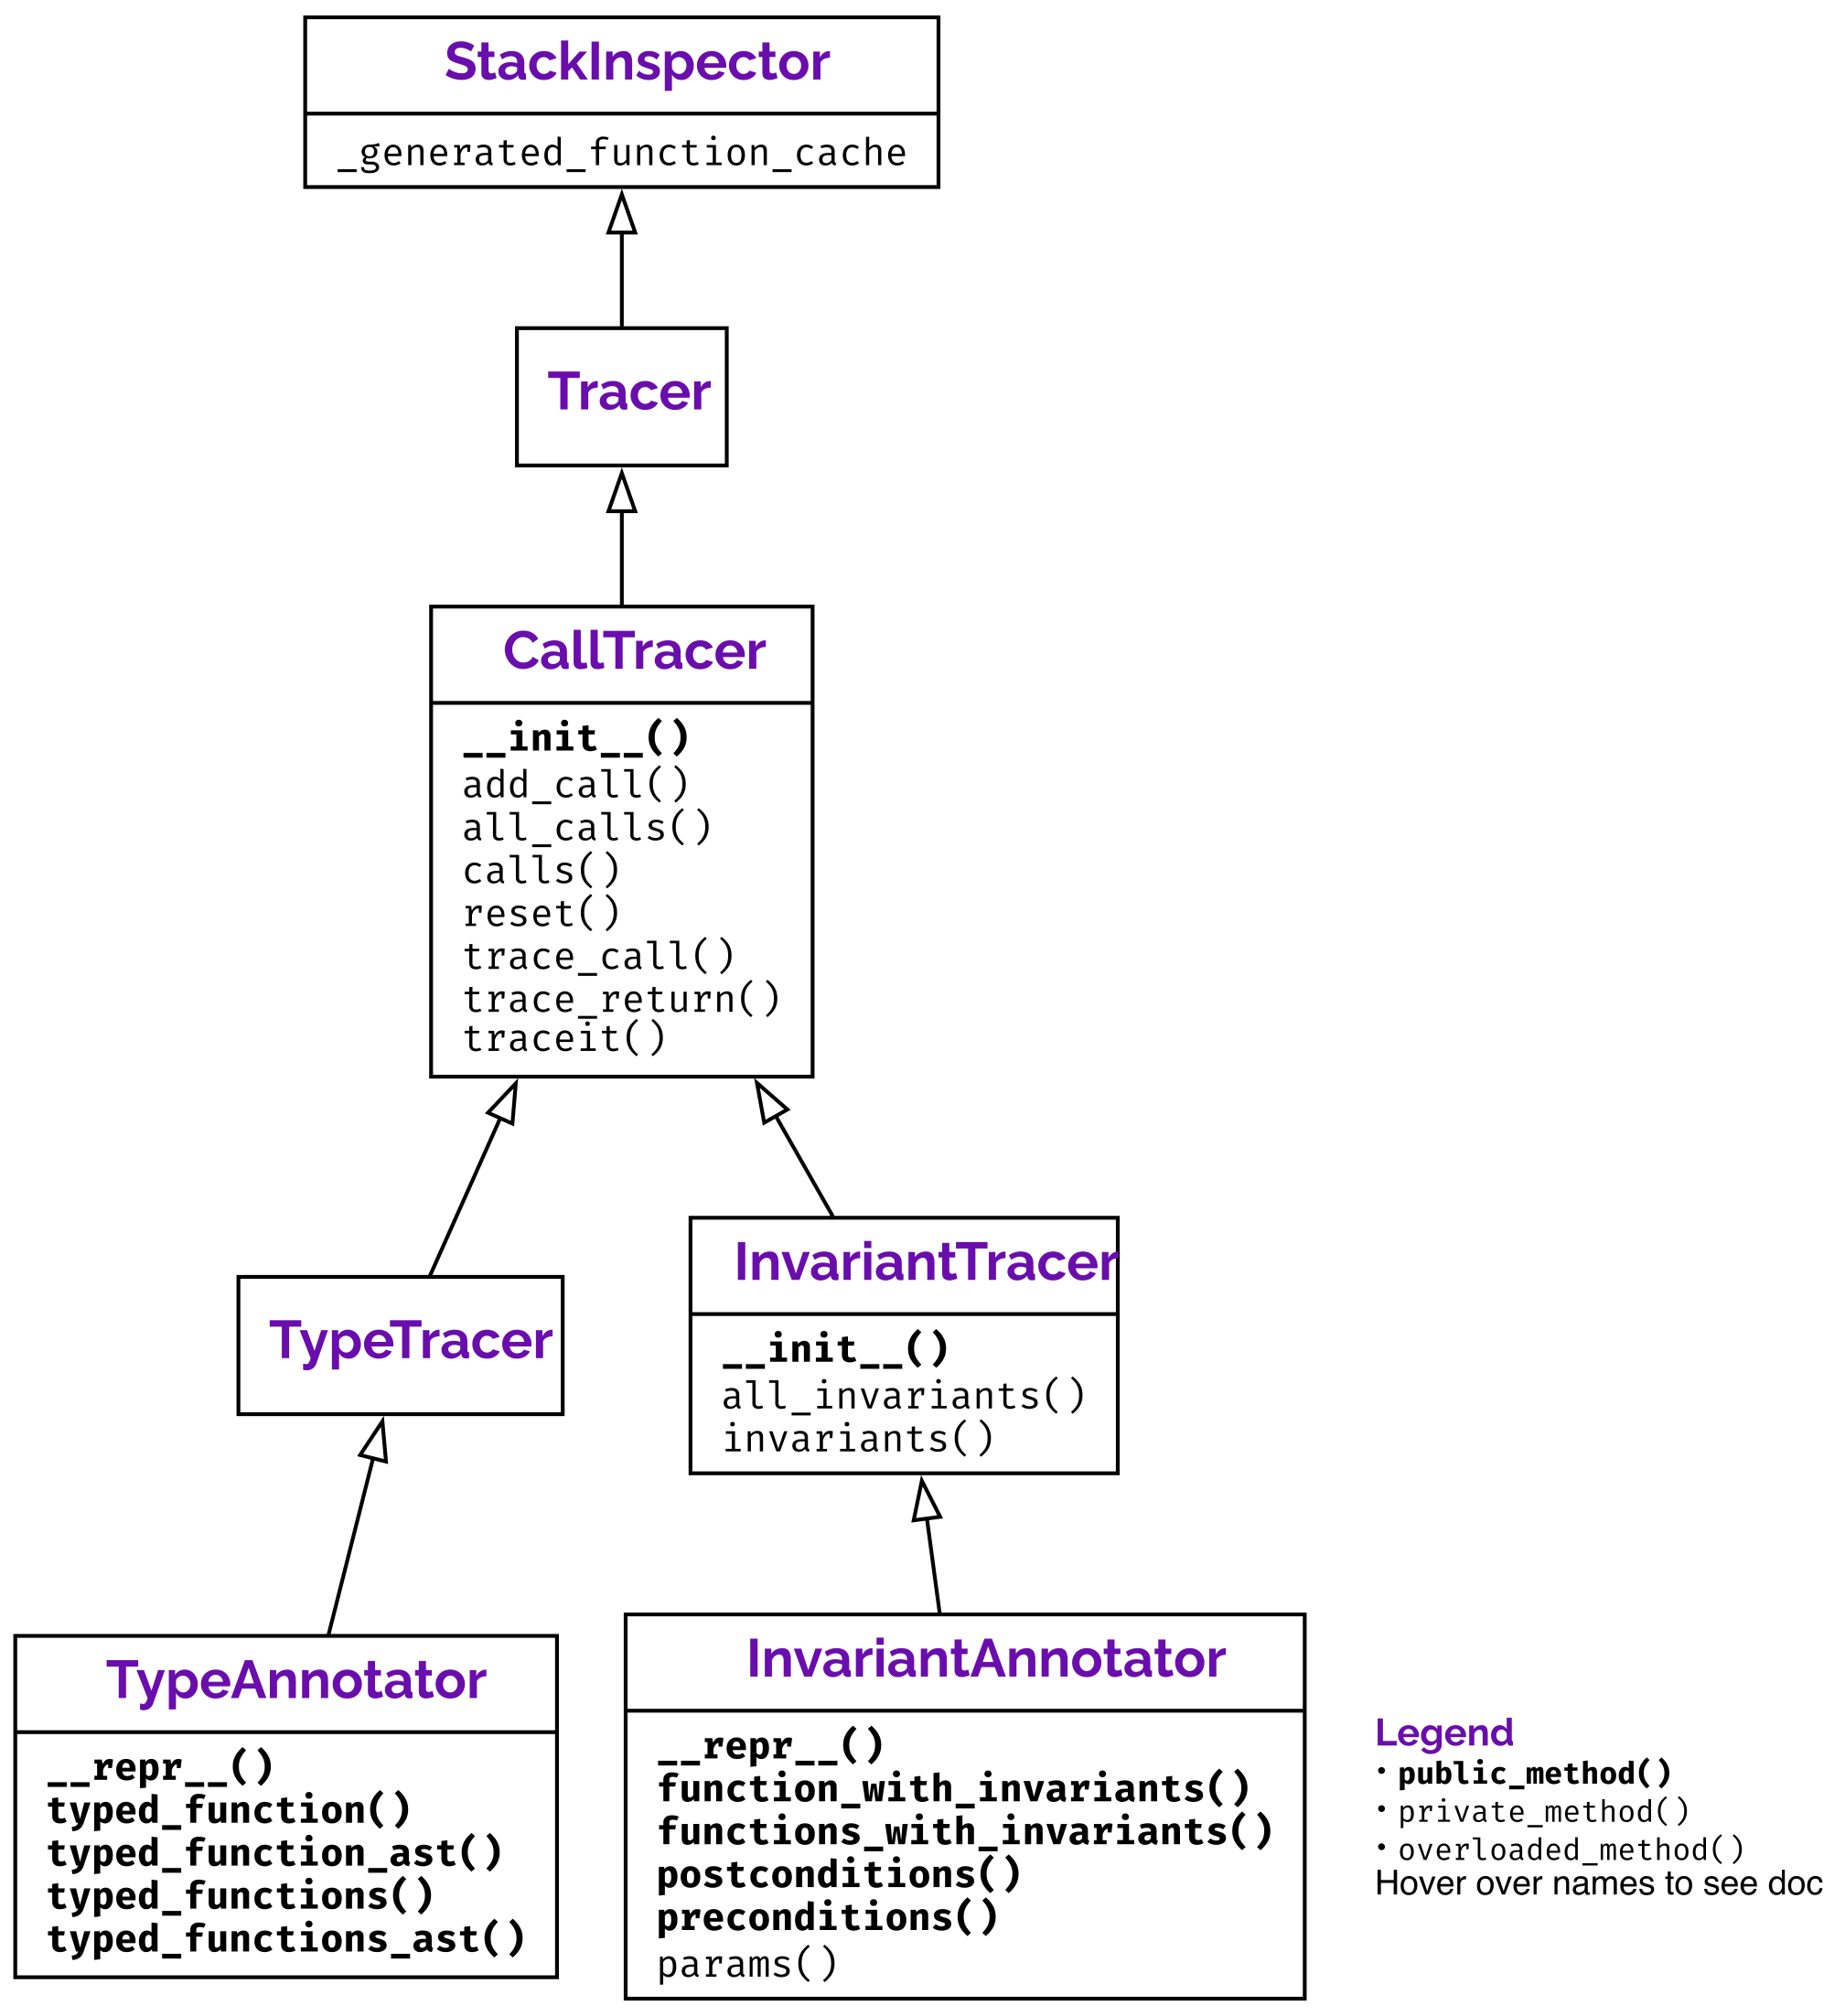 StackInspector
_generated_function_cache
Tracer
CallTracer
__init__()
add_call()
all_calls()
calls()
reset()
trace_call()
trace_return()
traceit()
TypeTracer
InvariantTracer
__init__()
all_invariants()
invariants()
TypeAnnotator
__repr__()
typed_function()
typed_function_ast()
typed_functions()
typed_functions_ast()
InvariantAnnotator
__repr__()
function_with_invariants()
functions_with_invariants()
postconditions()
preconditions()
params()
Legend
• public_method()
• private_method()
• overloaded_method()
Hover over names to see doc